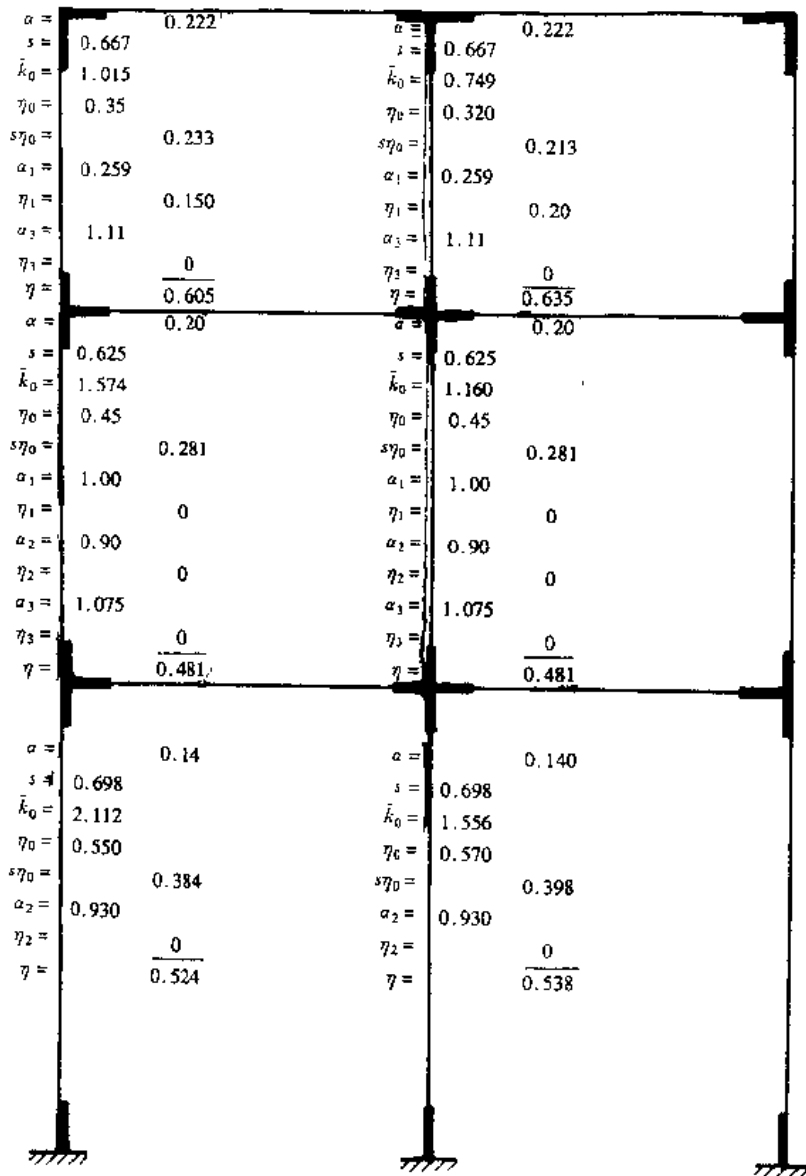 α = 0.222
s = 0.667
k̄₀ = 1.015
η₀ = 0.35
sη₀ = 0.233
α₁ = 0.259
η₁ = 0.150
α₃ = 1.11
η₃ = 0
η = 0.605
α = 0.20
s = 0.625
k̄₀ = 1.574
η₀ = 0.45
sη₀ = 0.281
α₁ = 1.00
η₁ = 0
α₂ = 0.90
η₂ = 0
α₃ = 1.075
η₃ = 0
η = 0.481
α = 0.14
s = 0.698
k̄₀ = 2.112
η₀ = 0.550
sη₀ = 0.384
α₂ = 0.930
η₂ = 0
η = 0.524
α = 0.222
s = 0.667
k̄₀ = 0.749
η₀ = 0.320
sη₀ = 0.213
α₁ = 0.259
η₁ = 0.20
α₃ = 1.11
η₃ = 0
η = 0.635
α = 0.20
s = 0.625
k̄₀ = 1.160
η₀ = 0.45
sη₀ = 0.281
α₁ = 1.00
η₁ = 0
α₂ = 0.90
η₂ = 0
α₃ = 1.075
η₃ = 0
η = 0.481
α = 0.140
s = 0.698
k̄₀ = 1.556
η₀ = 0.570
sη₀ = 0.398
α₂ = 0.930
η₂ = 0
η = 0.538